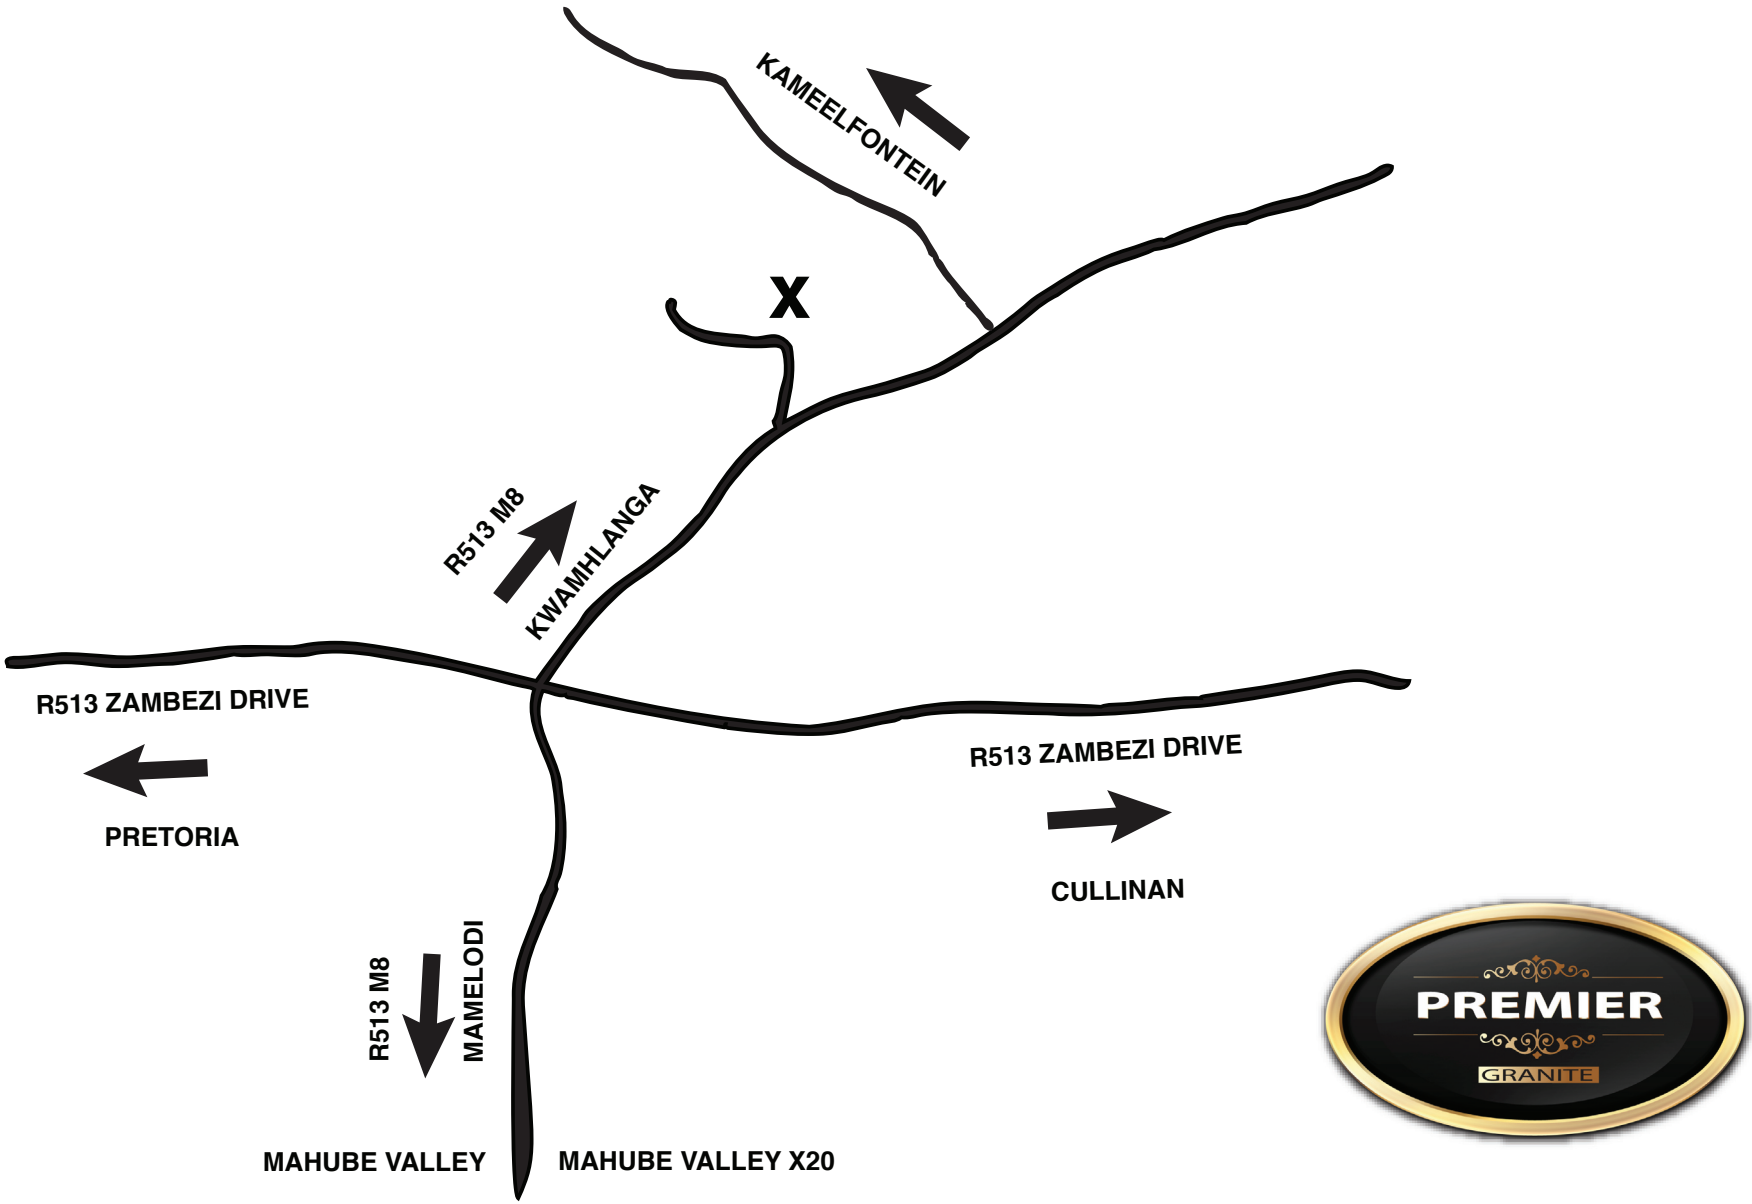 KAMEELFONTEIN
X
R513 M8
KWAMHLANGA
R513 ZAMBEZI DRIVE
PRETORIA
R513 ZAMBEZI DRIVE
CULLINAN
R513 M8
MAMELODI
MAHUBE VALLEY
MAHUBE VALLEY X20
PREMIER
GRANITE